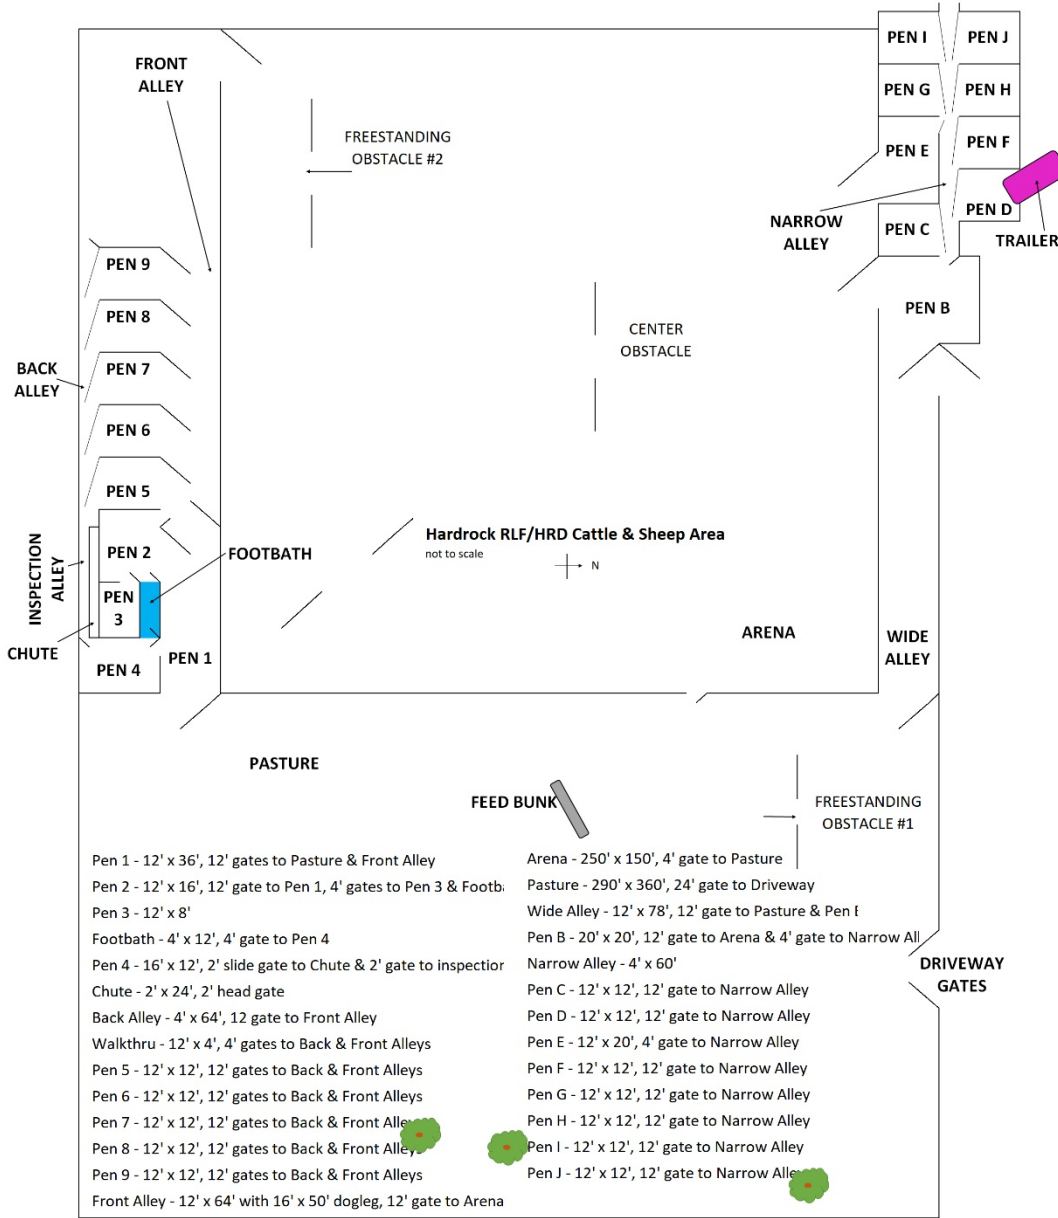 PEN I
PEN J
FRONT
ALLEY
PEN G
PEN H
FREESTANDING
OBSTACLE #2
PEN E
PEN F
PEN D
NARROW
ALLEY
PEN C
TRAILER
PEN 9
PEN B
PEN 8
CENTER
OBSTACLE
BACK
ALLEY
PEN 7
PEN 6
PEN 5
Hardrock RLF/HRD Cattle & Sheep Area
not to scale
N
INSPECTION
ALLEY
PEN 2
FOOTBATH
PEN
3
ARENA
WIDE
ALLEY
CHUTE
PEN 4
PEN 1
PASTURE
FEED BUNK
FREESTANDING
OBSTACLE #1
Pen 1 - 12' x 36', 12' gates to Pasture & Front Alley
Pen 2 - 12' x 16', 12' gate to Pen 1, 4' gates to Pen 3 & Footba
Pen 3 - 12' x 8'
Footbath - 4' x 12', 4' gate to Pen 4
Pen 4 - 16' x 12', 2' slide gate to Chute & 2' gate to inspection
Chute - 2' x 24', 2' head gate
Back Alley - 4' x 64', 12 gate to Front Alley
Walkthru - 12' x 4', 4' gates to Back & Front Alleys
Pen 5 - 12' x 12', 12' gates to Back & Front Alleys
Pen 6 - 12' x 12', 12' gates to Back & Front Alleys
Pen 7 - 12' x 12', 12' gates to Back & Front Alleys
Pen 8 - 12' x 12', 12' gates to Back & Front Alleys
Pen 9 - 12' x 12', 12' gates to Back & Front Alleys
Front Alley - 12' x 64' with 16' x 50' dogleg, 12' gate to Arena
Arena - 250' x 150', 4' gate to Pasture
Pasture - 290' x 360', 24' gate to Driveway
Wide Alley - 12' x 78', 12' gate to Pasture & Pen
Pen B - 20' x 20', 12' gate to Arena & 4' gate to Narrow All
Narrow Alley - 4' x 60'
Pen C - 12' x 12', 12' gate to Narrow Alley
Pen D - 12' x 12', 12' gate to Narrow Alley
Pen E - 12' x 20', 4' gate to Narrow Alley
Pen F - 12' x 12', 12' gate to Narrow Alley
Pen G - 12' x 12', 12' gate to Narrow Alley
Pen H - 12' x 12', 12' gate to Narrow Alley
Pen I - 12' x 12', 12' gate to Narrow Alley
Pen J - 12' x 12', 12' gate to Narrow Alley
DRIVEWAY
GATES